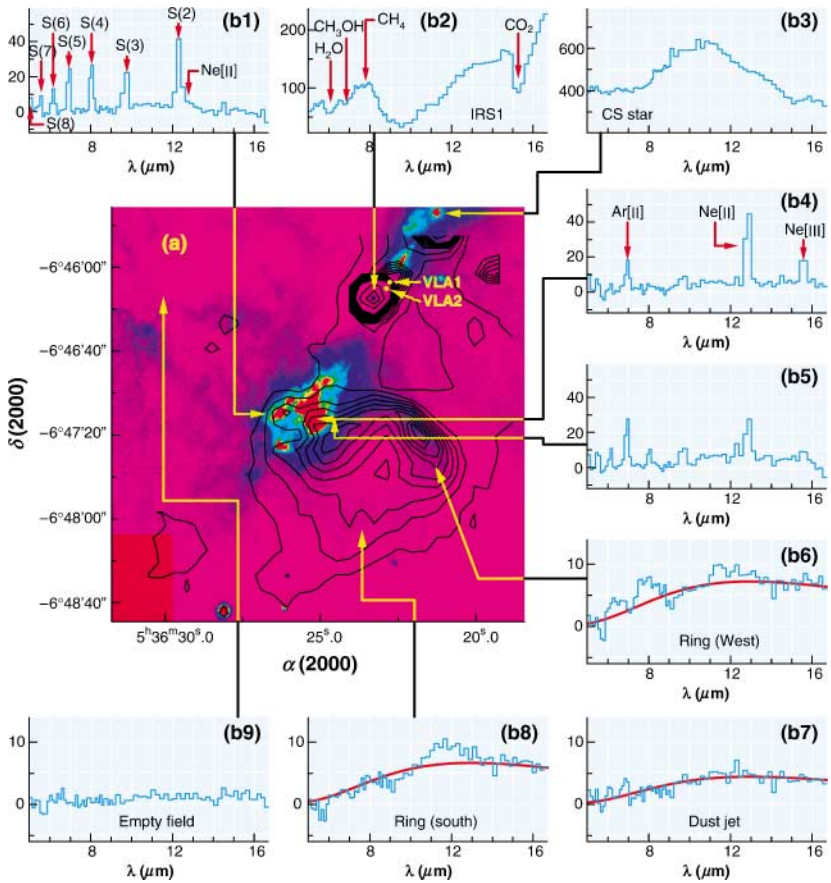 (b1)
40
20
0
S(7)
S(6)
S(5)
S(4)
S(3)
S(2)
Ne[II]
S(8)
8
12
16
λ (μm)
(b2)
200
100
H₂O
CH₃OH
CH₄
CO₂
IRS1
8
12
16
λ (μm)
(b3)
600
400
CS star
8
12
16
λ (μm)
(a)
VLA1
VLA2
−6°46′00″
−6°46′40″
−6°47′20″
−6°48′00″
−6°48′40″
δ(2000)
5ʰ36ᵐ30ˢ.0
25ˢ.0
20ˢ.0
α (2000)
(b4)
40
20
0
Ar[II]
Ne[II]
Ne[III]
8
12
16
λ (μm)
(b5)
40
20
0
8
12
16
λ (μm)
(b6)
10
0
Ring (West)
8
12
16
λ (μm)
(b9)
10
0
Empty field
8
12
16
λ (μm)
(b8)
10
0
Ring (south)
8
12
16
λ (μm)
(b7)
10
0
Dust jet
8
12
16
λ (μm)